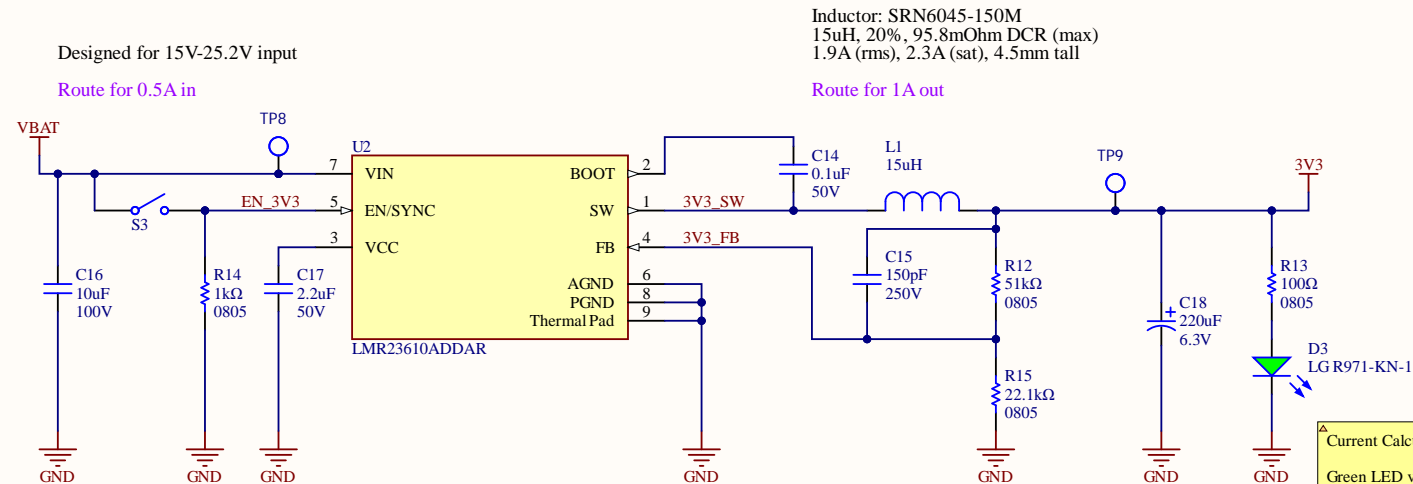 Inductor: SRN6045-150M
15uH, 20%, 95.8mOhm DCR (max)
1.9A (rms), 2.3A (sat), 4.5mm tall
Designed for 15V-25.2V input
Route for 0.5A in
Route for 1A out
VBAT
TP8
U2
7
VIN
5
EN/SYNC
3
VCC
BOOT
2
SW
1
FB
4
AGND
6
PGND
8
Thermal Pad
9
LMR23610ADDAR
S3
EN_3V3
C16
10uF
100V
R14
1kΩ
0805
C17
2.2uF
50V
C14
0.1uF
50V
3V3_SW
3V3_FB
L1
15uH
C15
150pF
250V
R12
51kΩ
0805
R15
22.1kΩ
0805
TP9
3V3
C18
220uF
6.3V
R13
100Ω
0805
D3
LG R971-KN-1
GND
GND
GND
GND
GND
GND
GND
Current Calc
Green LED v